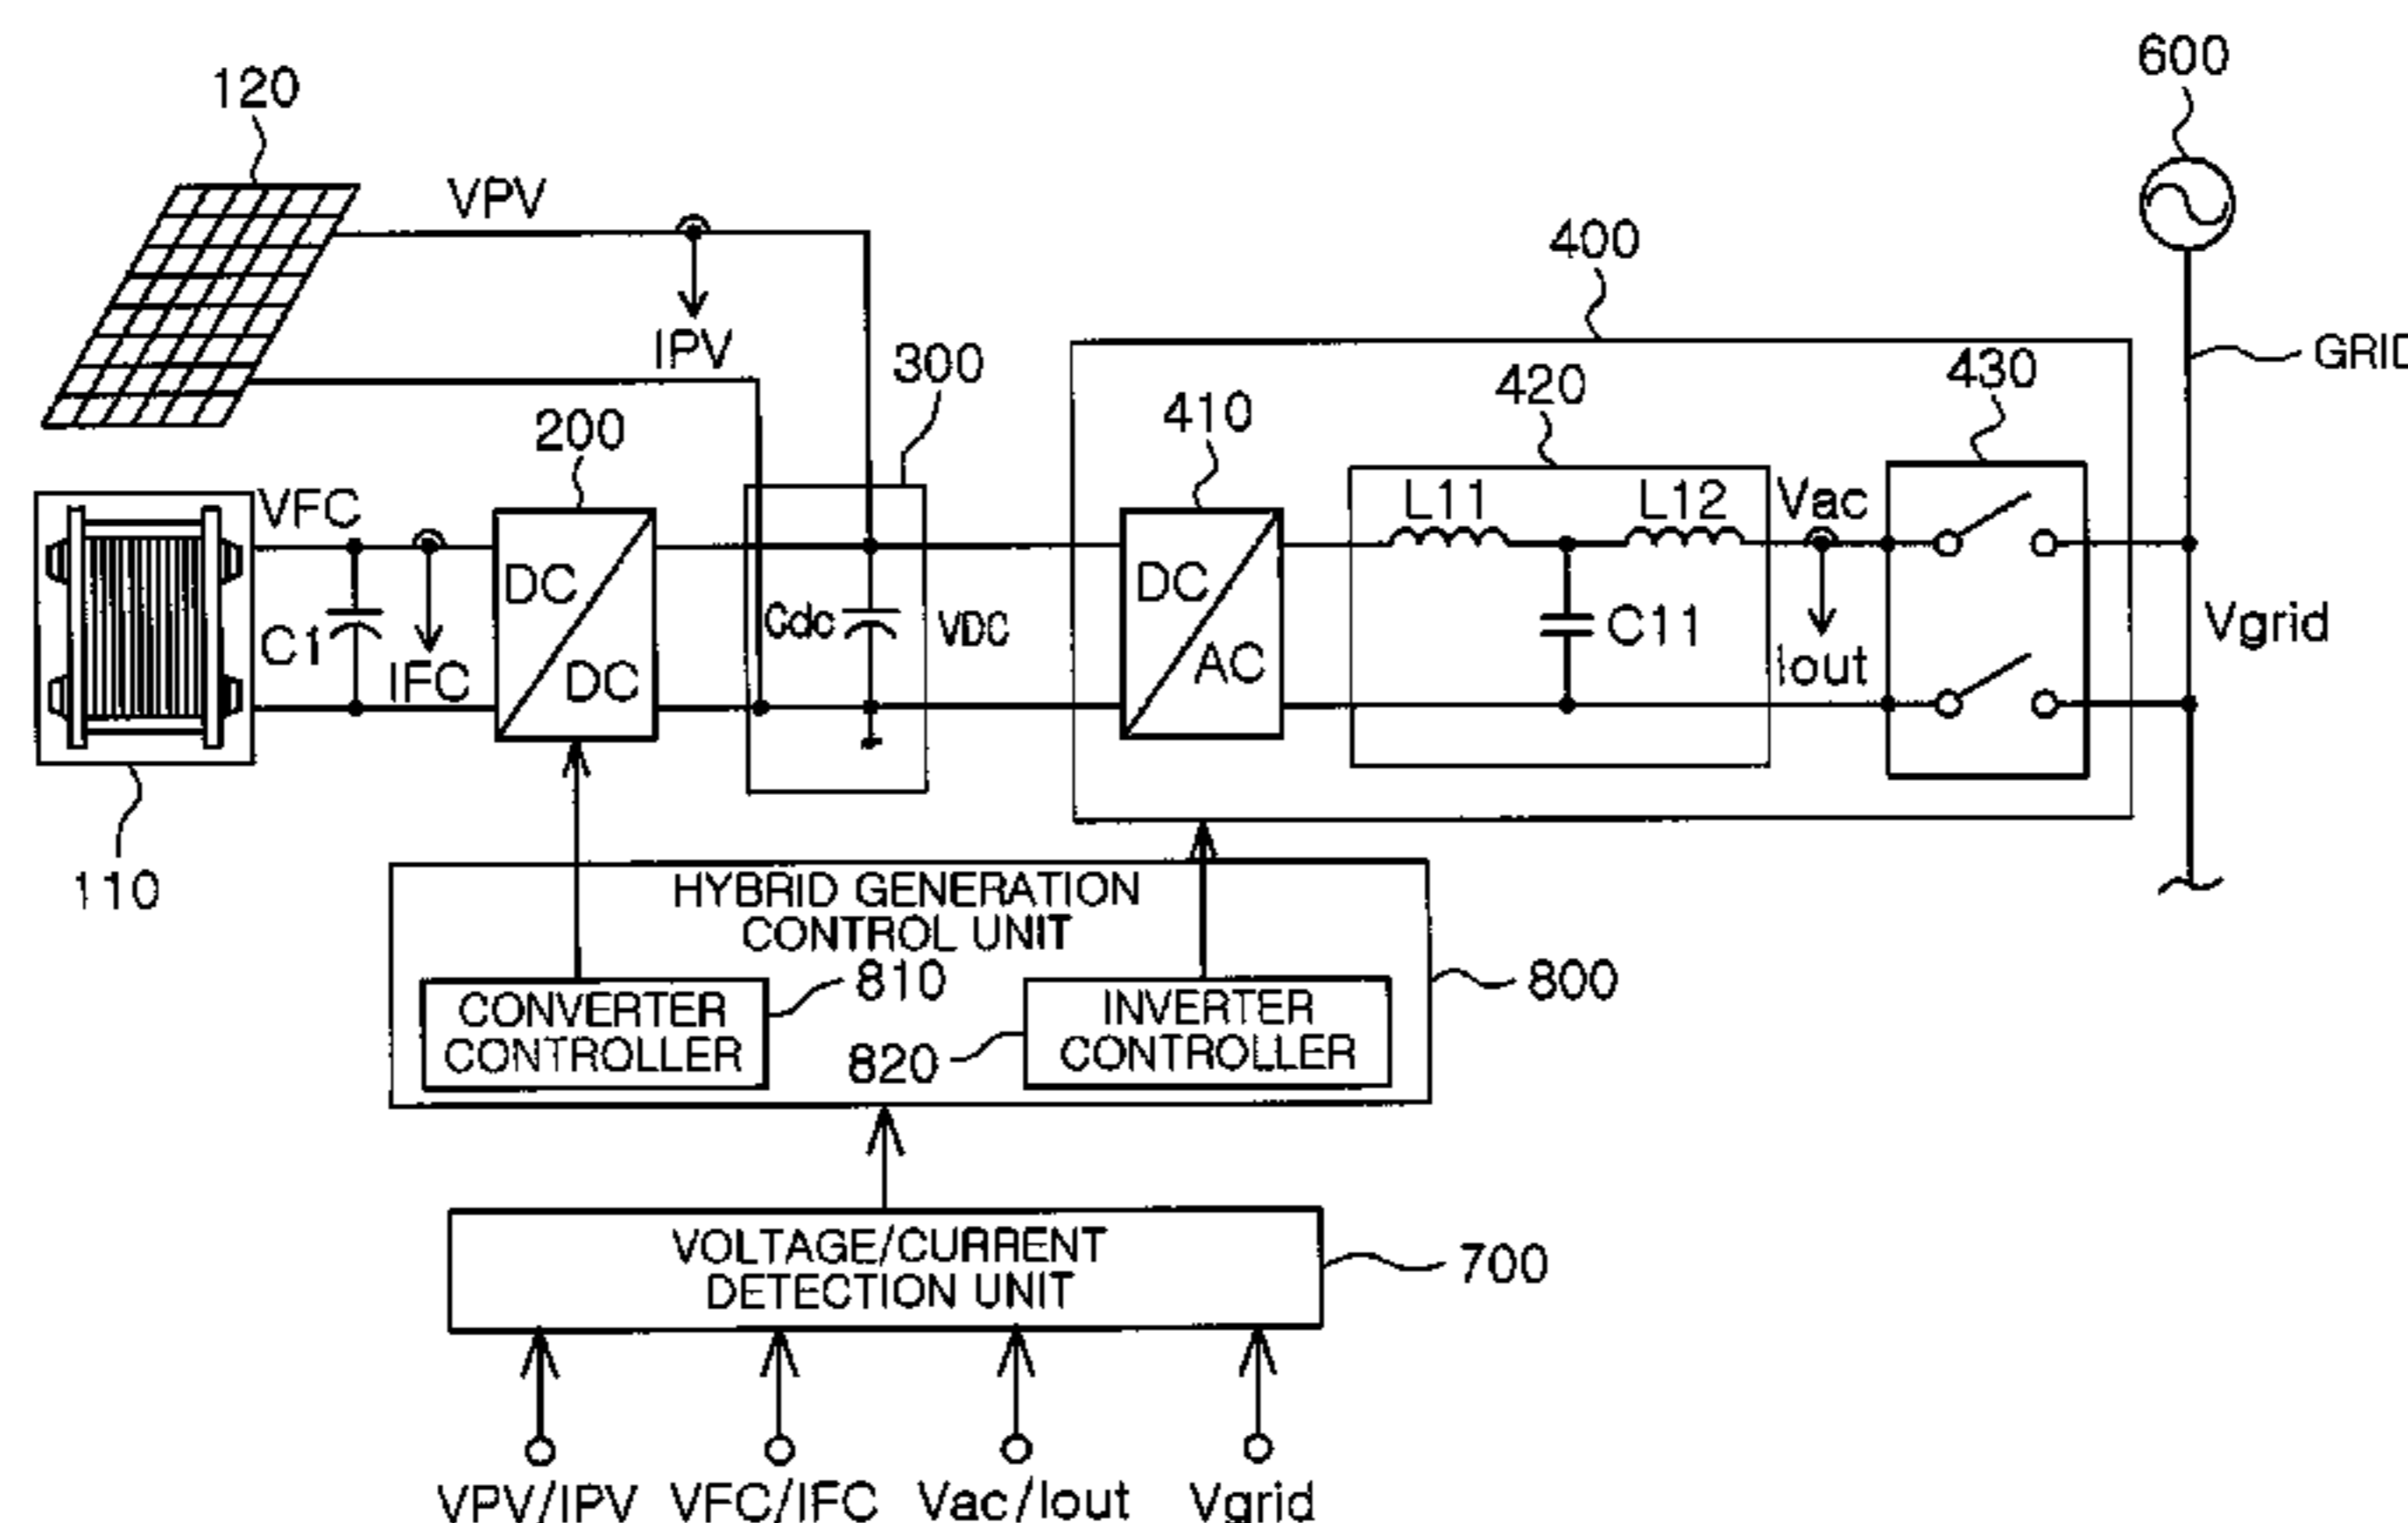 600
120
VPV
400
IPV
300
GRID
430
420
410
200
VFC
L11
L12
Vac
DC
DC
Cdc
VDC
C11
Vgrid
C1
IFC
DC
AC
Iout
110
HYBRID GENERATION
CONTROL UNIT
810
800
CONVERTER
CONTROLLER
820
INVERTER
CONTROLLER
VOLTAGE/CURRENT
DETECTION UNIT
700
VPV/IPV
VFC/IFC
Vac/Iout
Vgrid